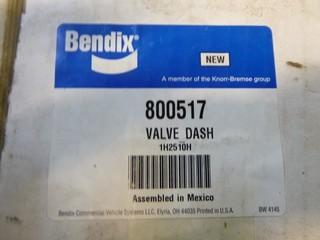 Bendix
NEW
A member of the Knorr-Bremse group
800517
VALVE DASH
1H2510H
Assembled in Mexico
Bendix Commercial Vehicle Systems LLC. Elyria, OH 44035 Printed in U.S.A. BW 4145